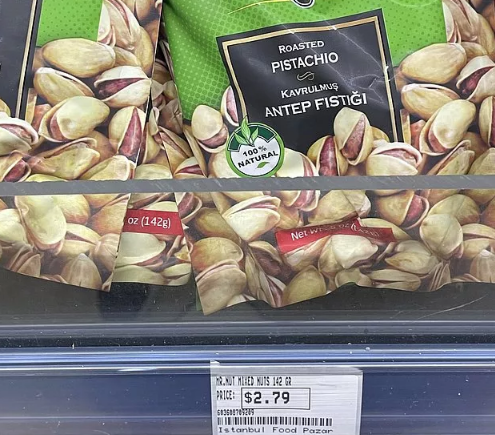 ROASTED
PISTACHIO
KAVRULMUŞ
ANTEP FISTIĞI
100%
NATURAL
oz (142g)
Net
MR.NUT MIXED NUTS 142 GR
PRICE: $2.79
Istanbul Food Pazar